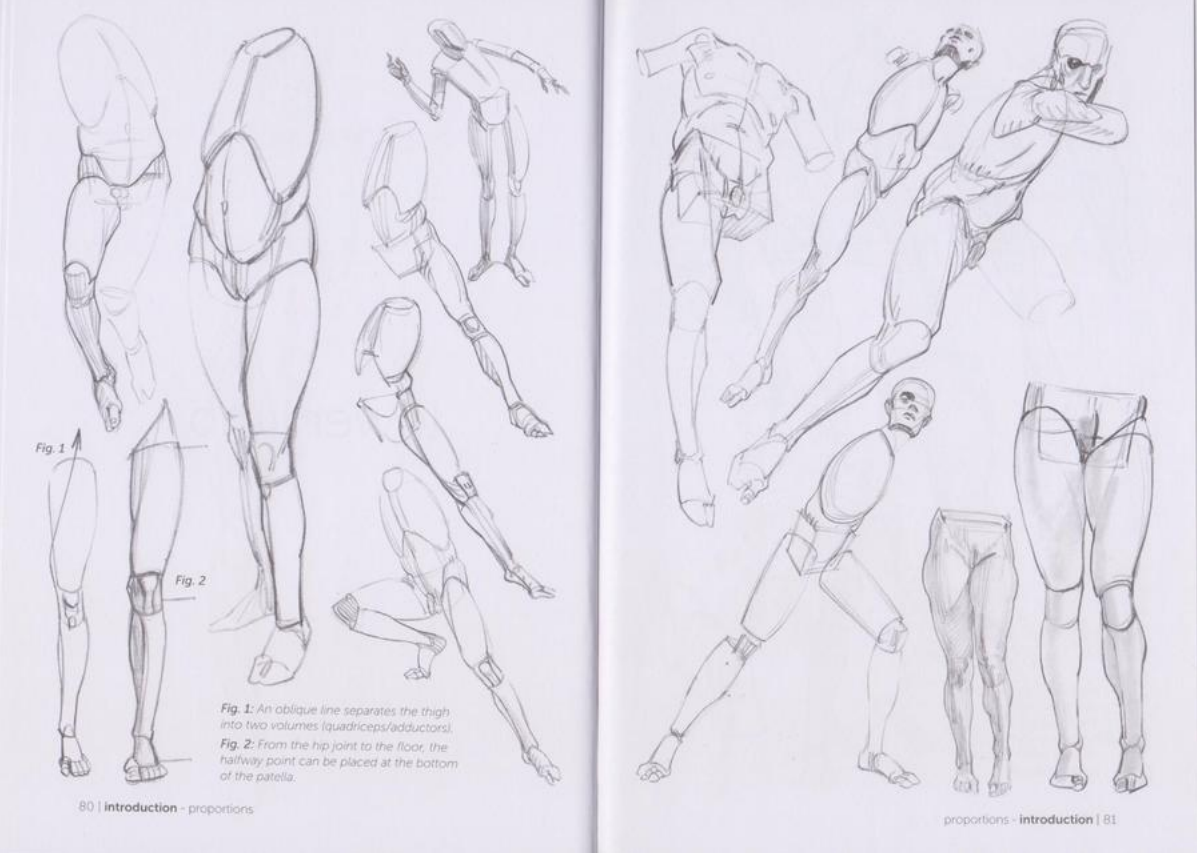 Fig. 1
Fig. 2
Fig. 1: An oblique line separates the thigh
into two volumes (quadriceps/adductors).
Fig. 2: From the hip joint to the floor, the
halfway point can be placed at the bottom
of the patella.
80 | introduction - proportions
proportions - introduction | 81